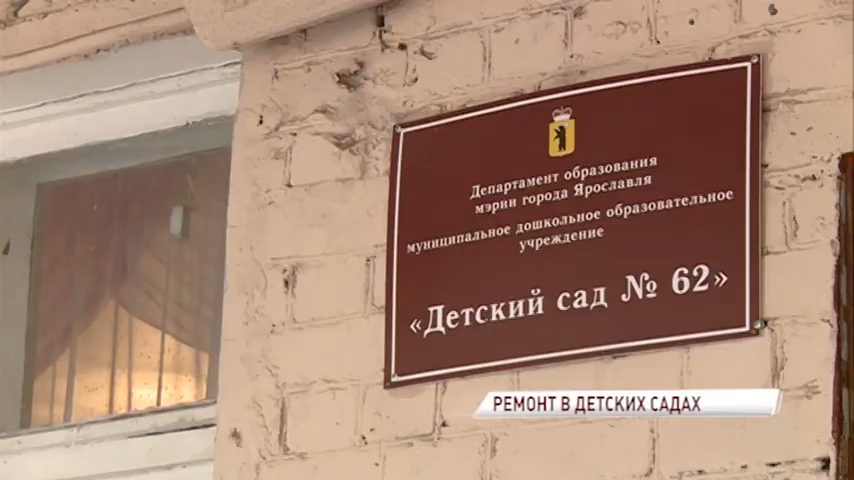 Департамент образования
мэрии города Ярославля
муниципальное дошкольное образовательное
учреждение
«Детский сад № 62»
РЕМОНТ В ДЕТСКИХ САДАХ